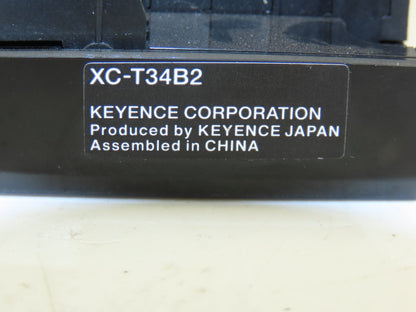 XC-T34B2
KEYENCE CORPORATION
Produced by KEYENCE JAPAN
Assembled in CHINA